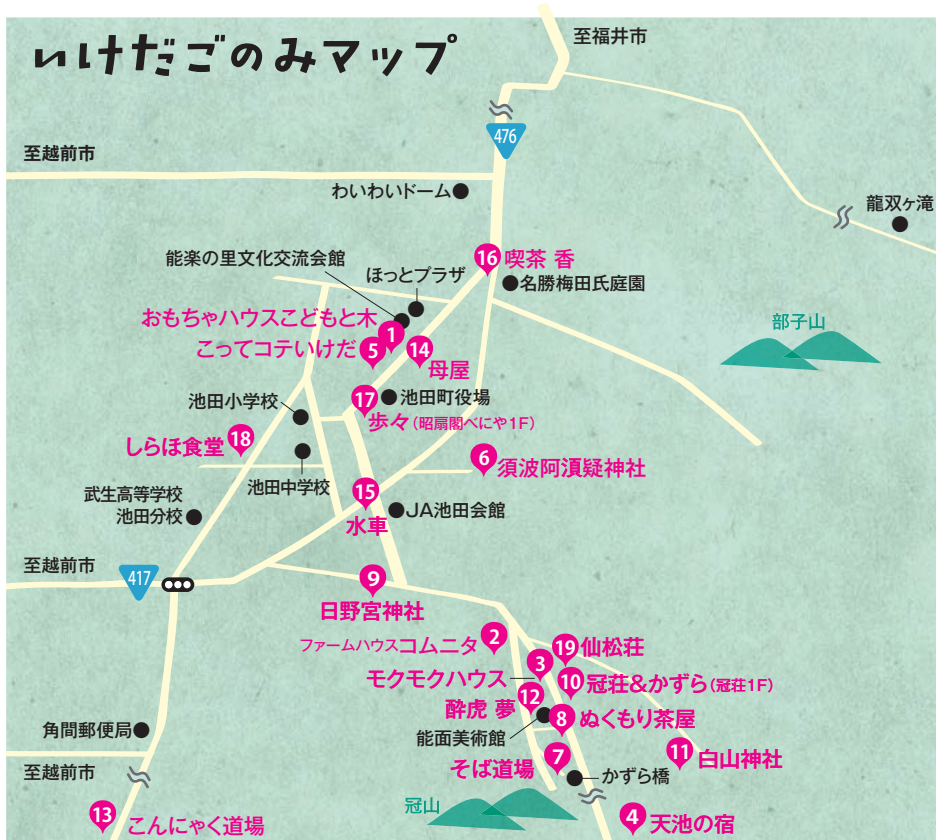 いけだごのみマップ
至福井市
476
至越前市
わいわいドーム
龍双ヶ滝
能楽の里文化交流会館
16 喫茶 香
ほっとプラザ
名勝梅田氏庭園
おもちゃハウスこどもと木
1
部子山
こってコテいけだ
5
14
母屋
池田小学校
17
池田町役場
歩々(昭扇閣べにや1F)
しらほ食堂
18
6
須波阿湏疑神社
池田中学校
武生高等学校
池田分校
15
水車
JA池田会館
至越前市
417
9
日野宮神社
ファームハウスコムニタ
2
19 仙松荘
モクモクハウス
3
10 冠荘&かずら(冠荘1F)
酔虎 夢
12
8 ぬくもり茶屋
能面美術館
角間郵便局
そば道場
7
11 白山神社
至越前市
かずら橋
冠山
13 こんにゃく道場
4 天池の宿